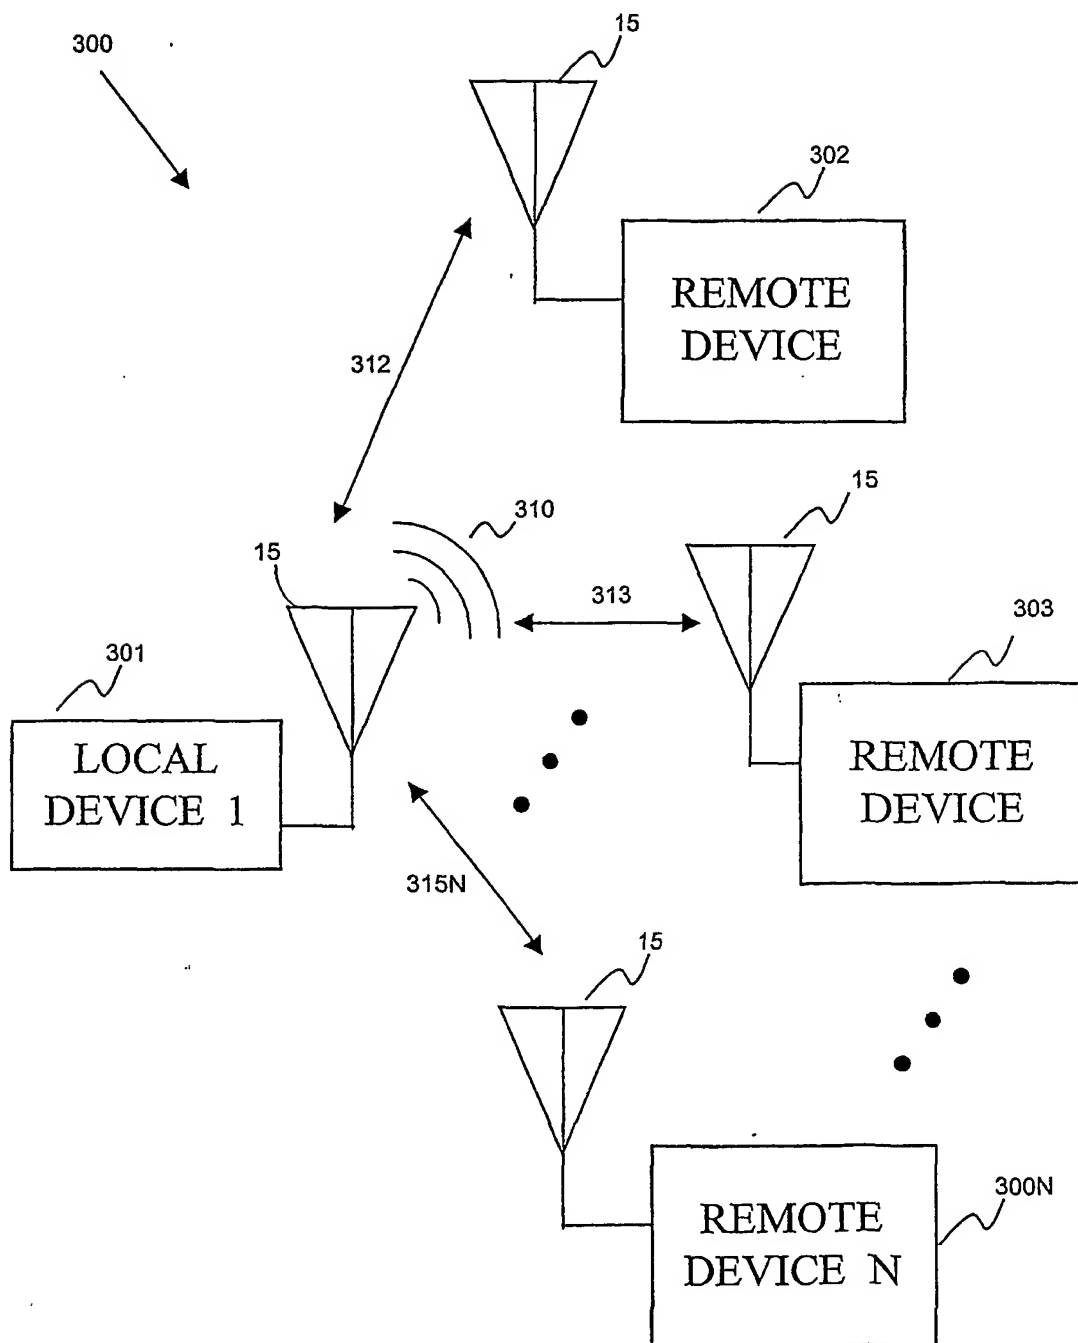 300
15
302
REMOTE
DEVICE
312
310
15
15
313
303
301
LOCAL
DEVICE 1
REMOTE
DEVICE
315N
15
300N
REMOTE
DEVICE N